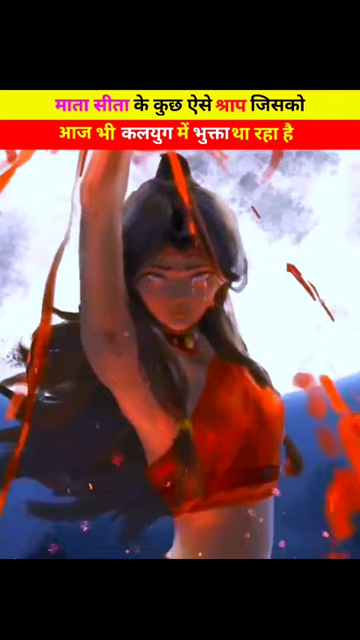 माता सीता के कुछ ऐसे श्राप जिसको
आज भी कलयुग में भुक्ताथा रहा है